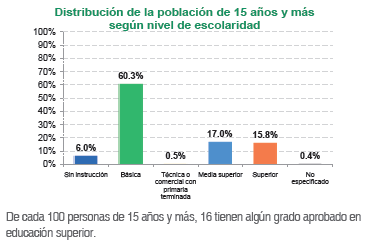 Distribución de la población de 15 años y más
según nivel de escolaridad
100%
90%
80%
70%
60%
50%
40%
30%
20%
10%
0%
6.0%
60.3%
0.5%
17.0%
15.8%
0.4%
Sin instrucción
Básica
Técnica o
comercial con
primaria
terminada
Media superior
Superior
No
especificado
De cada 100 personas de 15 años y más, 16 tienen algún grado aprobado en
educación superior.